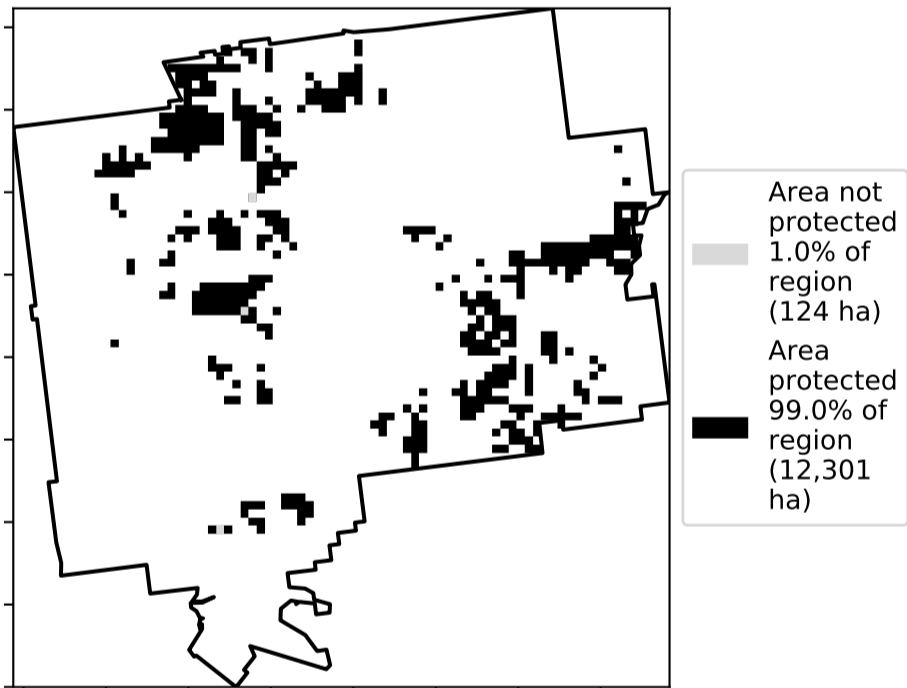 Area not
protected
1.0% of
region
(124 ha)
Area
protected
99.0% of
region
(12,301
ha)